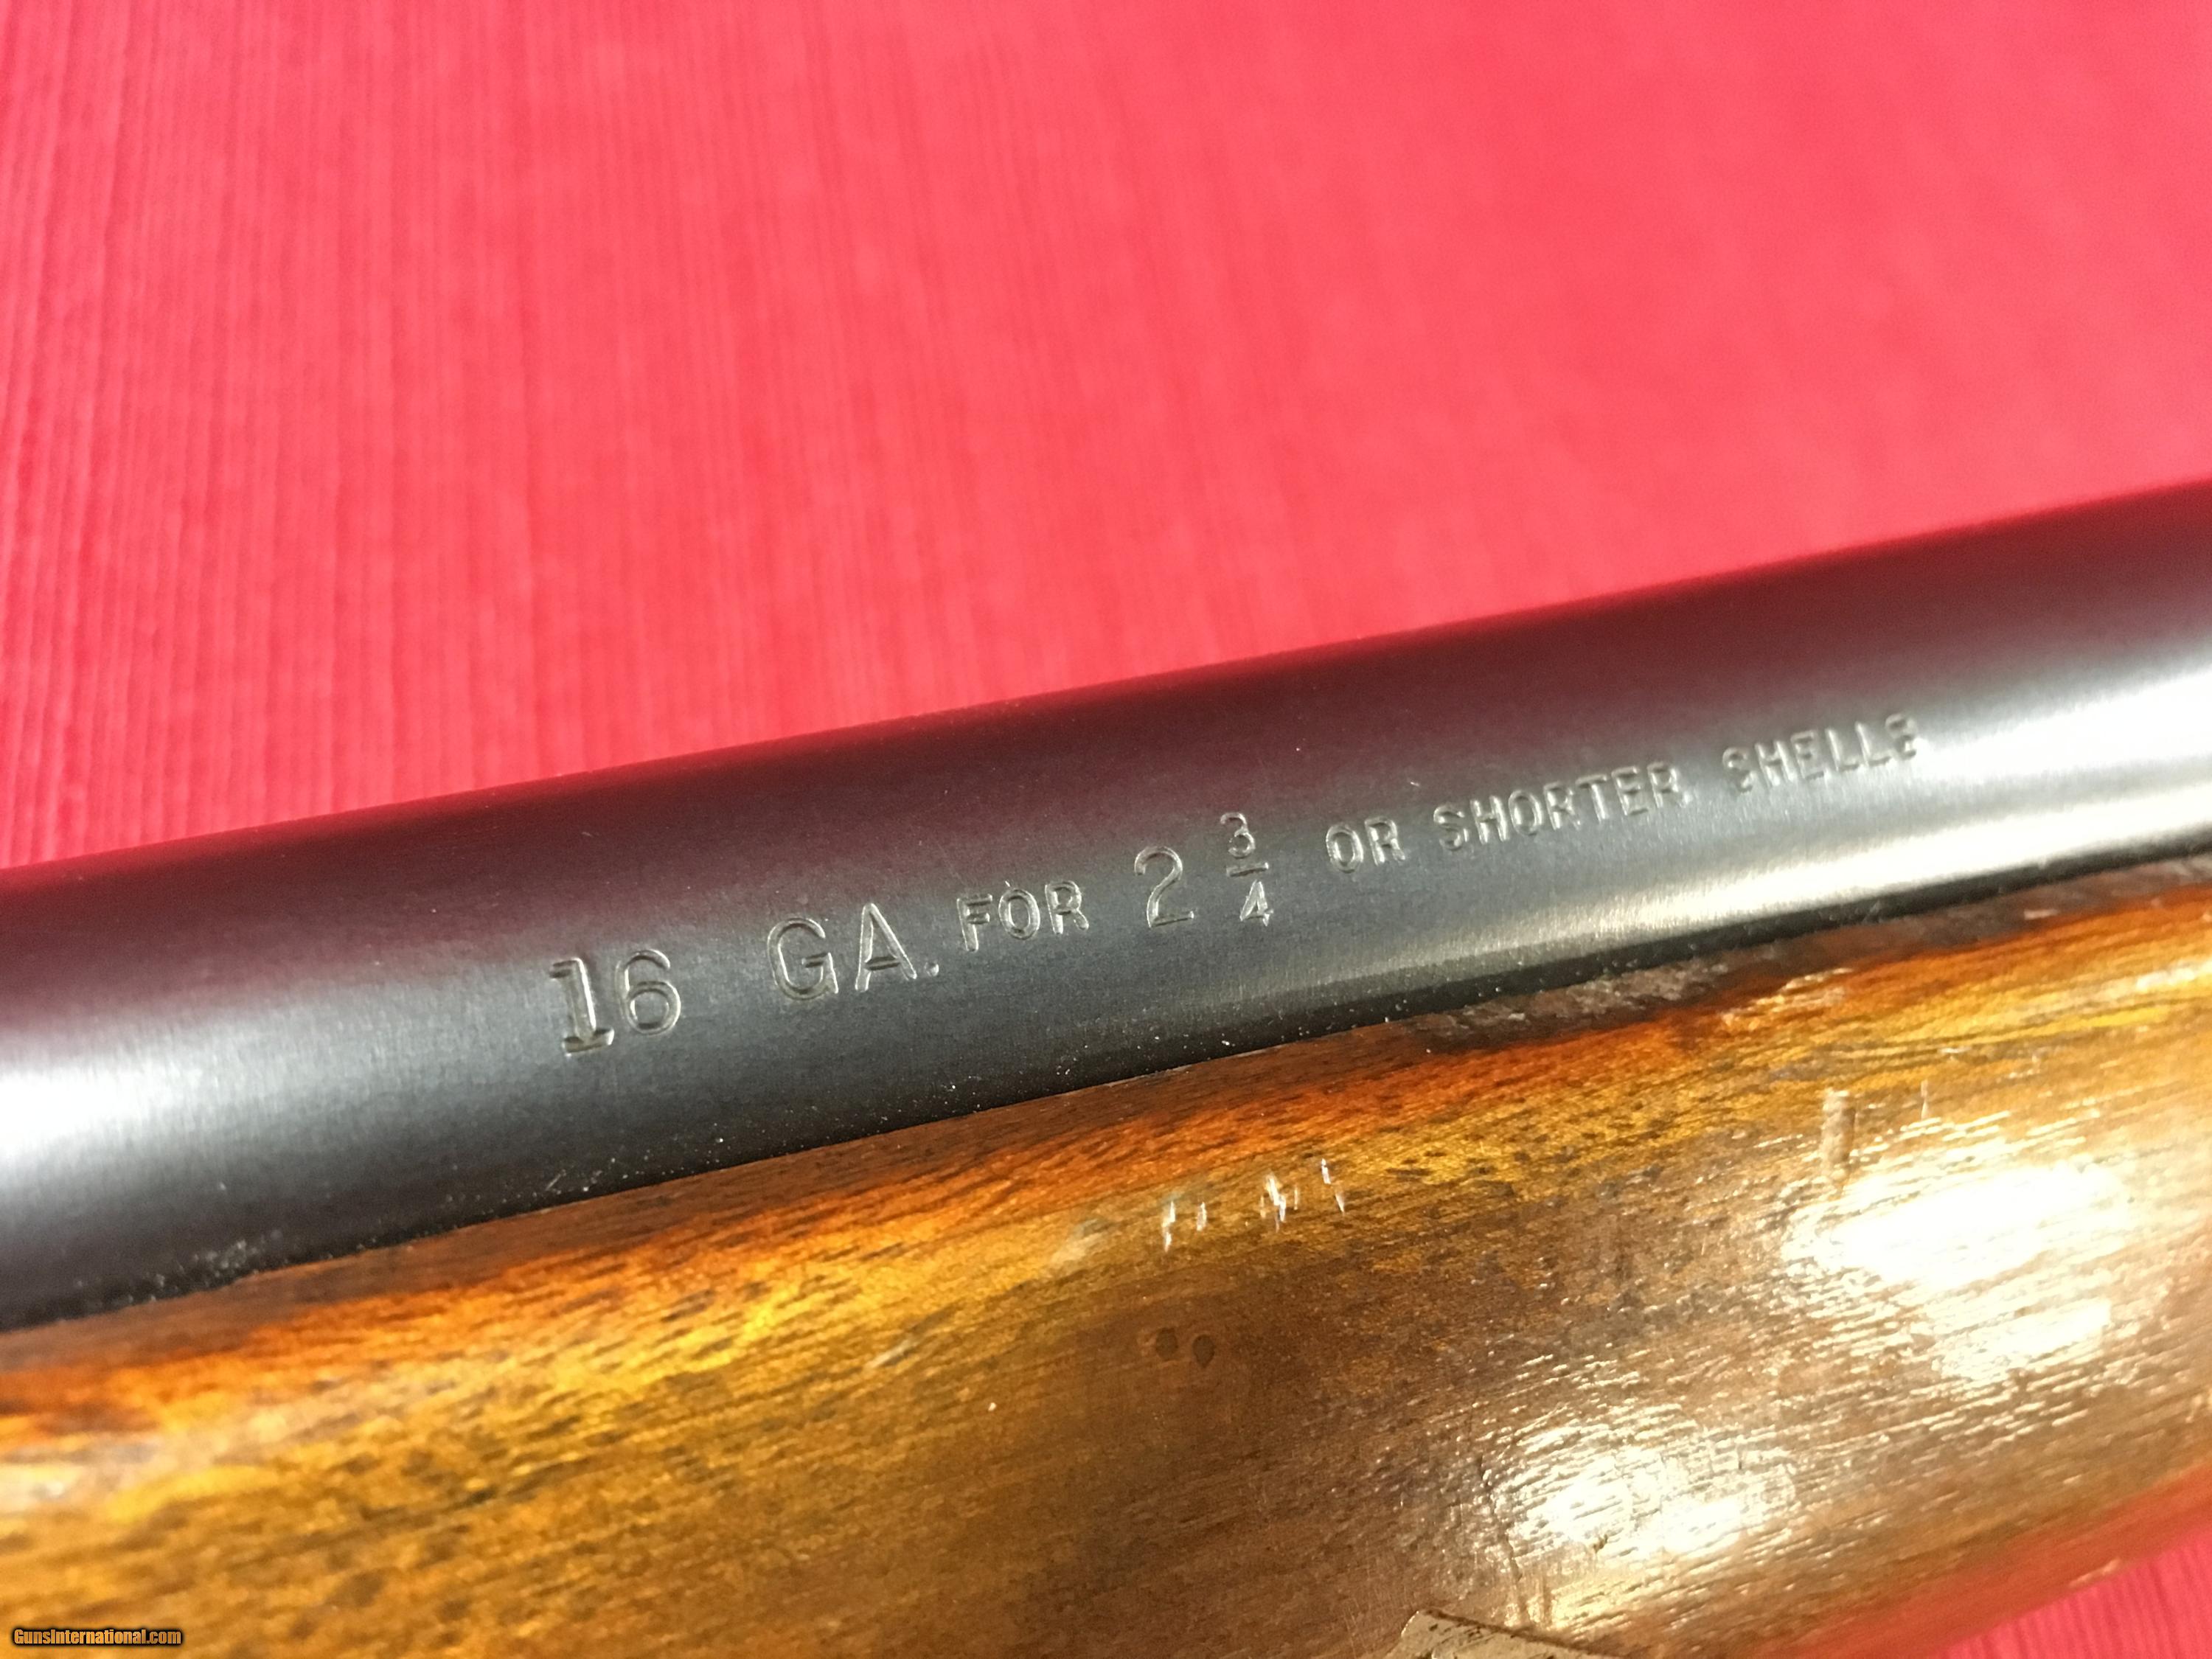 16 GA. FOR 2 3/4 OR SHORTER SHELLS
GunsInternational.com